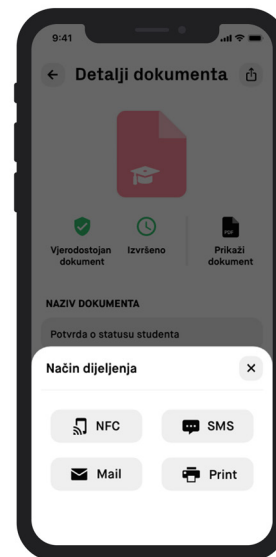 9:41
Detalji dokumenta
Vjerodostojan
dokument
Izvršeno
PDF
Prikaži
dokument
NAZIV DOKUMENTA
Potvrda o statusu studenta
Način dijeljenja
NFC
SMS
Mail
Print